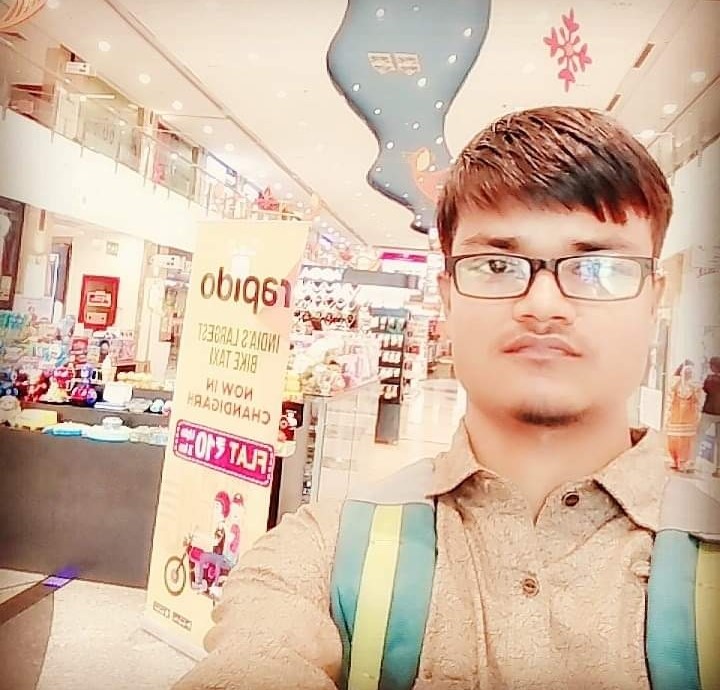 rapido
INDIA'S LARGEST
BIKE TAXI
NOW IN
CHANDIGARH
FLAT ₹10